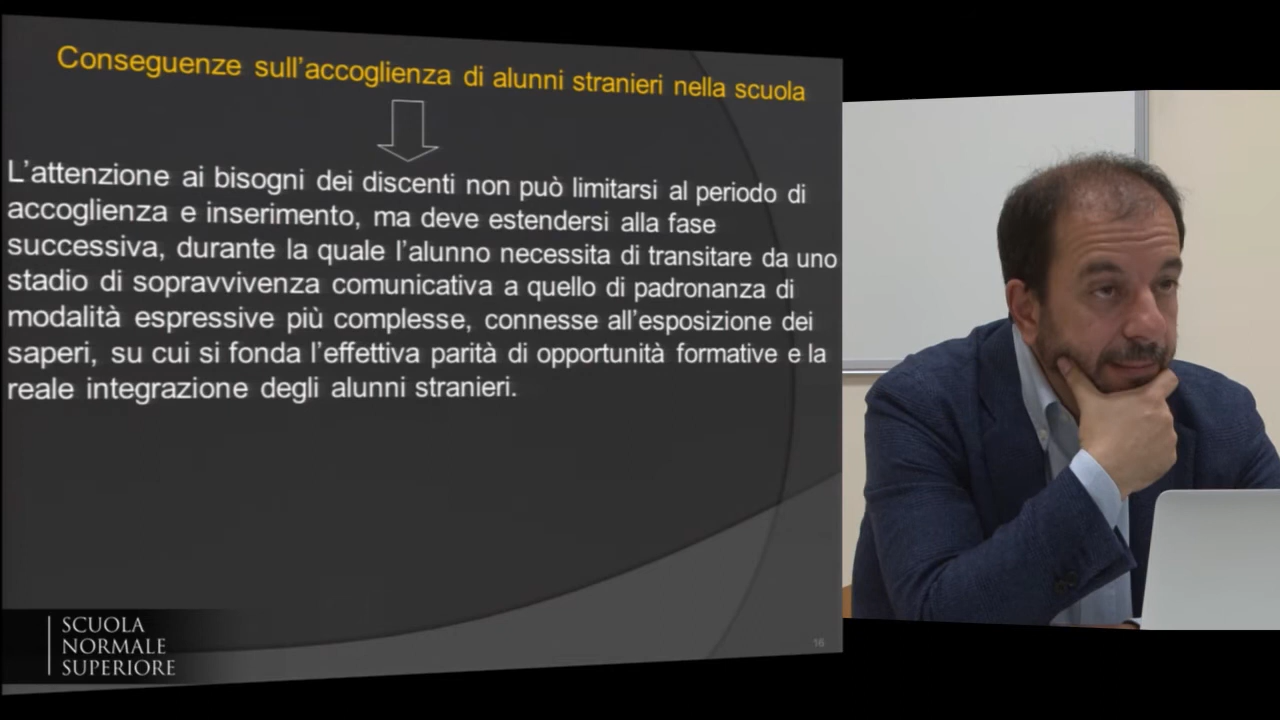 Conseguenze sull’accoglienza di alunni stranieri nella scuola
L’attenzione ai bisogni dei discenti non può limitarsi al periodo di
accoglienza e inserimento, ma deve estendersi alla fase
successiva, durante la quale l’alunno necessita di transitare da uno
stadio di sopravvivenza comunicativa a quello di padronanza di
modalità espressive più complesse, connesse all’esposizione dei
saperi, su cui si fonda l’effettiva parità di opportunità formative e la
reale integrazione degli alunni stranieri.
16
SCUOLA
NORMALE
SUPERIORE